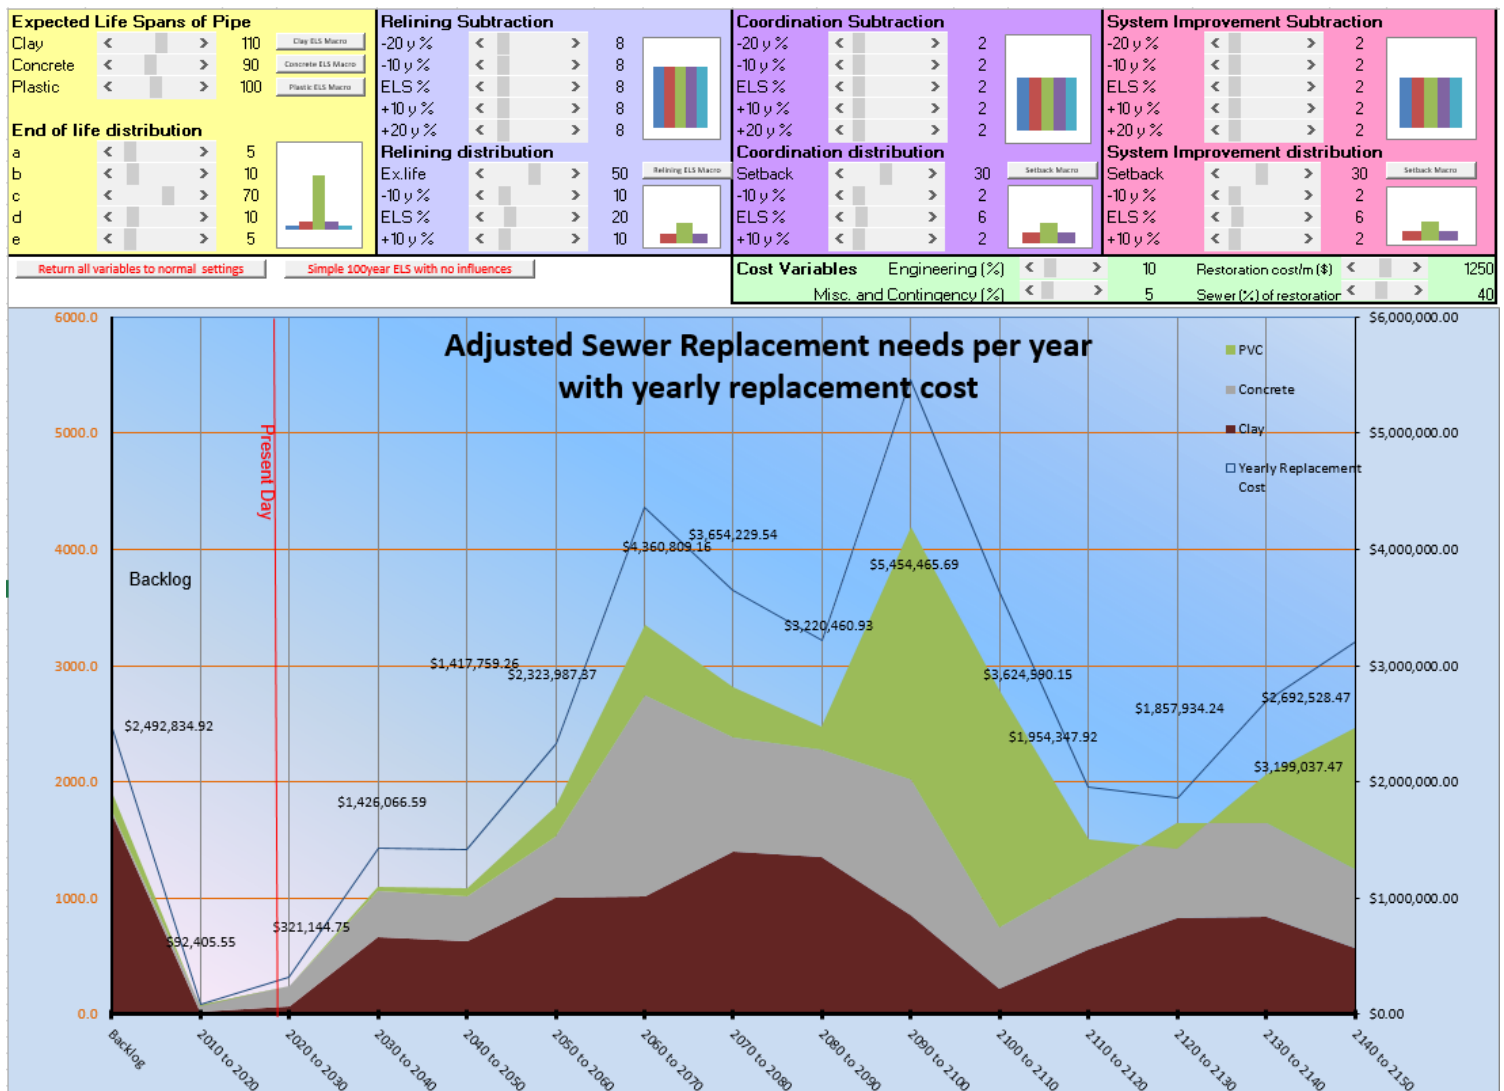 Expected Life Spans of Pipe
Clay < > 110 Clay ELS Macro
Concrete < > 90 Concrete ELS Macro
Plastic < > 100 Plastic ELS Macro
End of life distribution
a < > 5
b < > 10
c < > 70
d < > 10
e < > 5
Relining Subtraction
-20 y % < > 8
-10 y % < > 8
ELS % < > 8
+10 y % < > 8
+20 y % < > 8
Relining distribution
Ex.life < > 50 Relining ELS Macro
-10 y % < > 10
ELS % < > 20
+10 y % < > 10
Coordination Subtraction
-20 y % < > 2
-10 y % < > 2
ELS % < > 2
+10 y % < > 2
+20 y % < > 2
Coordination distribution
Setback < > 30 Setback Macro
-10 y % < > 2
ELS % < > 6
+10 y % < > 2
System Improvement Subtraction
-20 y % < > 2
-10 y % < > 2
ELS % < > 2
+10 y % < > 2
+20 y % < > 2
System Improvement distribution
Setback < > 30 Setback Macro
-10 y % < > 2
ELS % < > 6
+10 y % < > 2
Return all variables to normal settings
Simple 100year ELS with no influences
Cost Variables Engineering (%) < > 10 Restoration cost/m ($) < > 1250
Misc. and Contingency (%) < > 5 Sewer (%) of restoration < > 40
Adjusted Sewer Replacement needs per year
with yearly replacement cost
6000.0
5000.0
4000.0
3000.0
2000.0
1000.0
0.0
$6,000,000.00
$5,000,000.00
$4,000,000.00
$3,000,000.00
$2,000,000.00
$1,000,000.00
$0.00
PVC
Concrete
Clay
Yearly Replacement
Cost
Present Day
Backlog
$2,492,834.92
$92,405.55
$321,144.75
$1,426,066.59
$1,417,759.26
$2,323,987.37
$4,360,809.16
$3,654,229.54
$3,220,460.93
$5,454,465.69
$3,624,990.15
$1,954,347.92
$1,857,934.24
$2,692,528.47
$3,199,037.47
Backlog
2010 to 2020
2020 to 2030
2030 to 2040
2040 to 2050
2050 to 2060
2060 to 2070
2070 to 2080
2080 to 2090
2090 to 2100
2100 to 2110
2110 to 2120
2120 to 2130
2130 to 2140
2140 to 2150